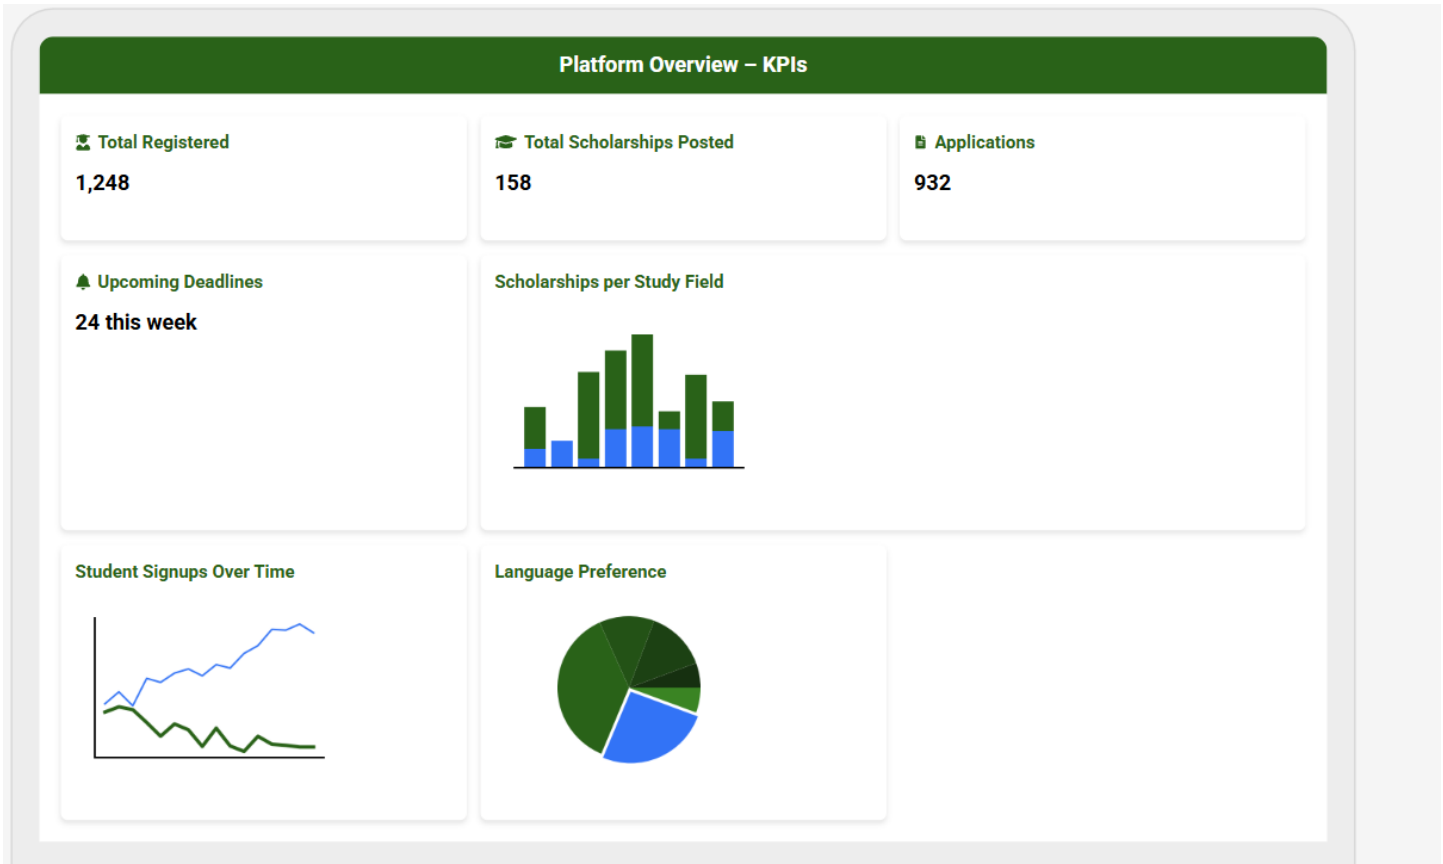 Platform Overview – KPIs
Total Registered
1,248
Total Scholarships Posted
158
Applications
932
Upcoming Deadlines
24 this week
Scholarships per Study Field
Student Signups Over Time
Language Preference